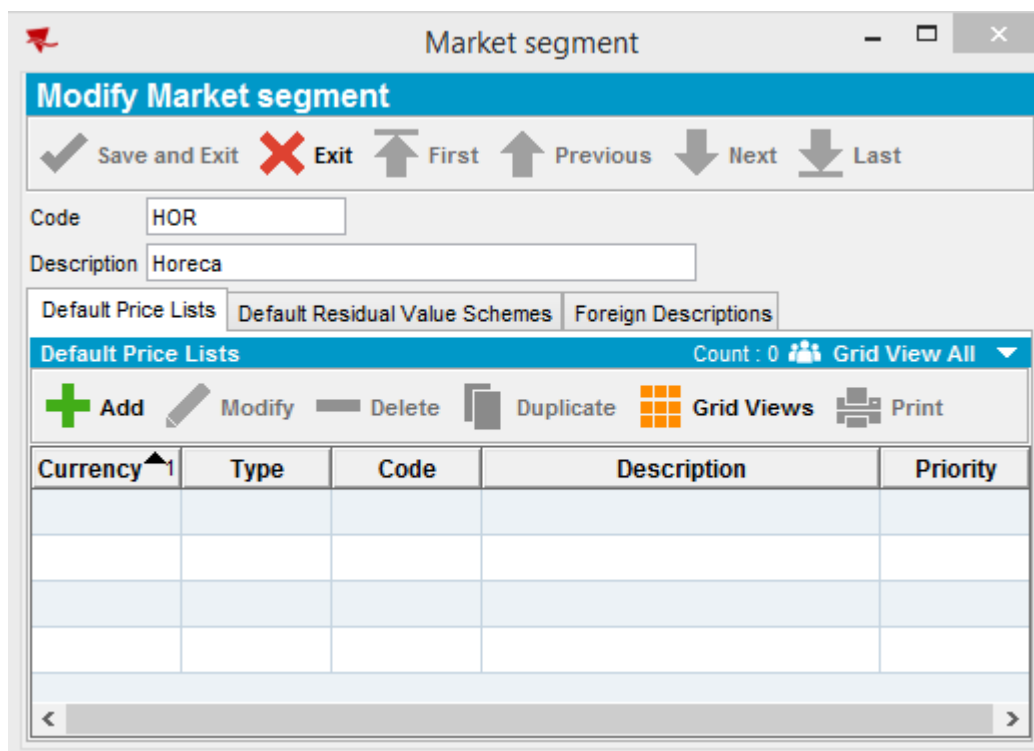 Market segment
Modify Market segment
Save and Exit Exit First Previous Next Last
Code HOR
Description Horeca
Default Price Lists Default Residual Value Schemes Foreign Descriptions
Default Price Lists Count : 0 Grid View All
Add Modify Delete Duplicate Grid Views Print
Currency 1 Type Code Description Priority